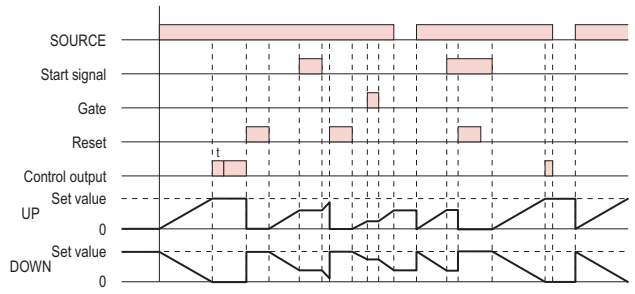 SOURCE
Start signal
Gate
Reset
t
Control output
Set value
UP
0
Set value
DOWN
0